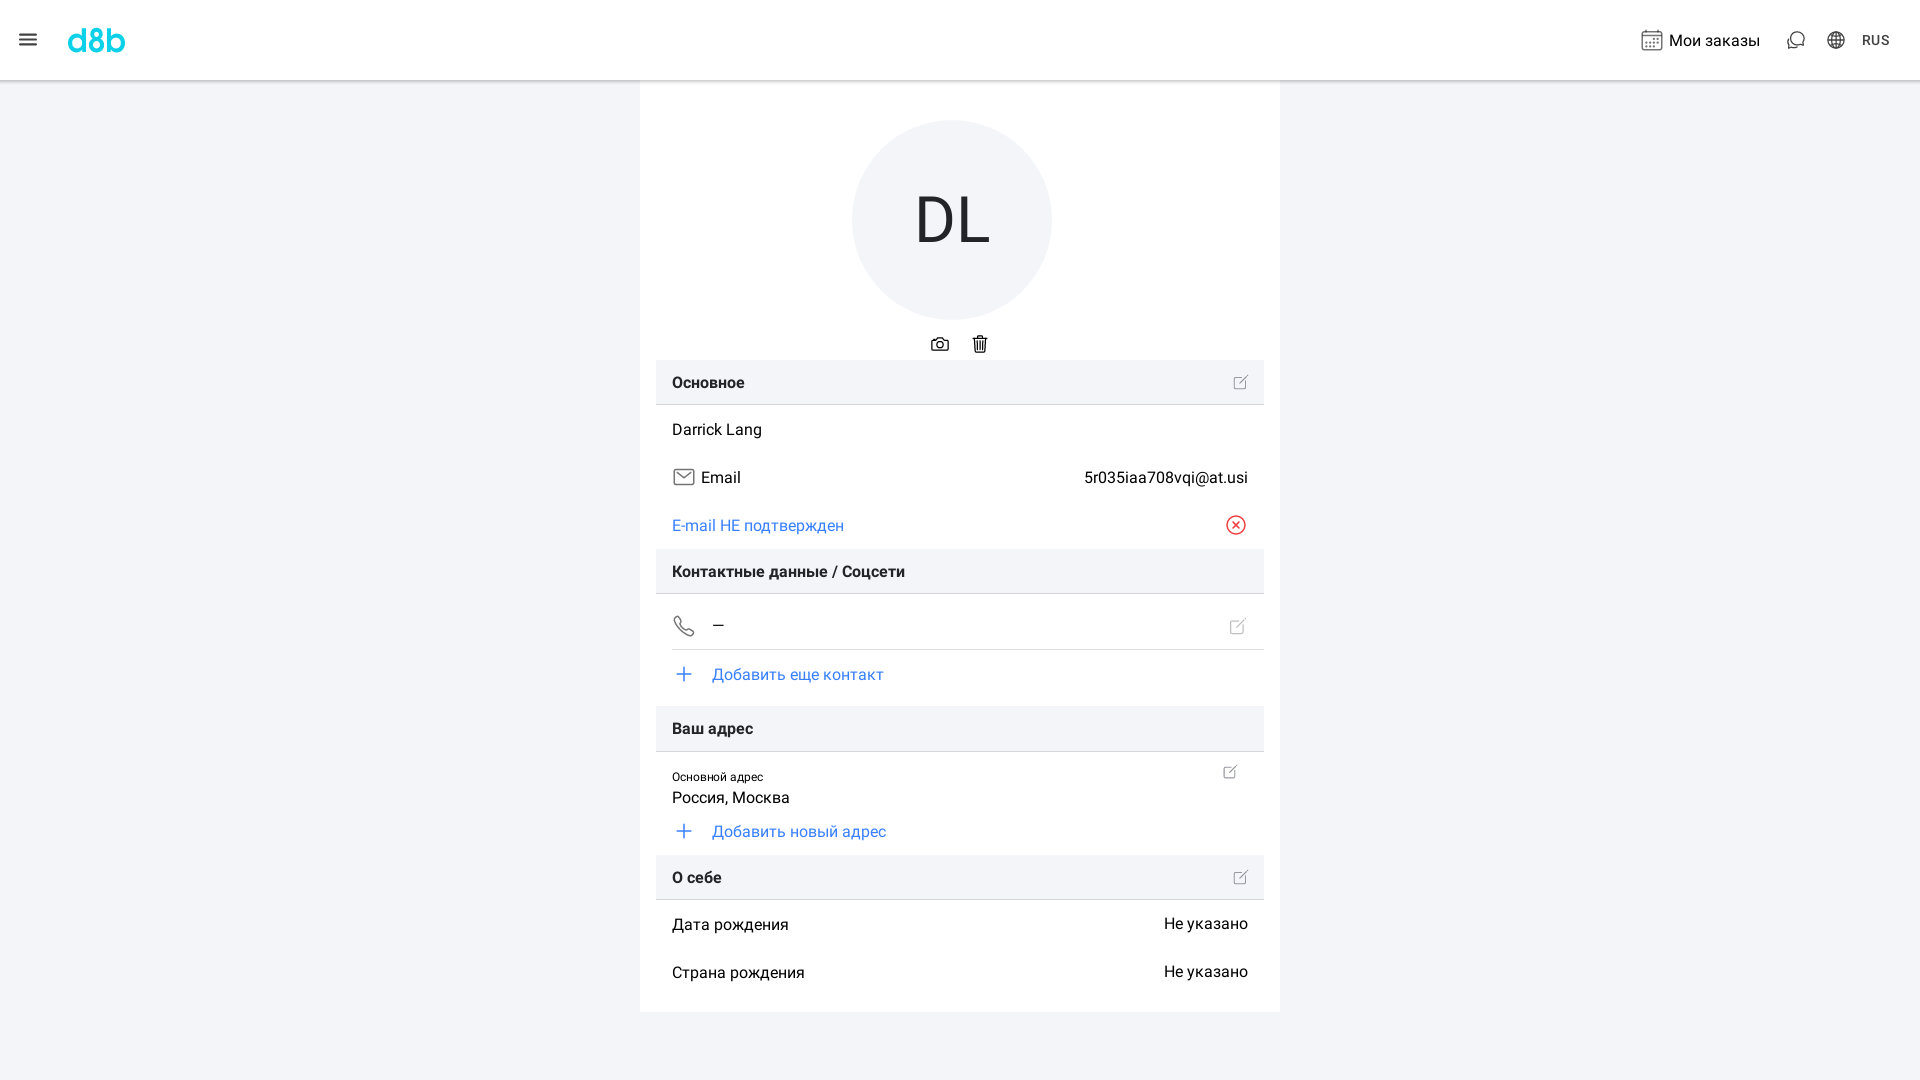 d8b
Мои заказы
RUS
DL
Основное
Darrick Lang
Email
5r035iaa708vqi@at.usi
E-mail НЕ подтвержден
Контактные данные / Соцсети
—
Добавить еще контакт
Ваш адрес
Основной адрес
Россия, Москва
Добавить новый адрес
О себе
Дата рождения
Не указано
Страна рождения
Не указано